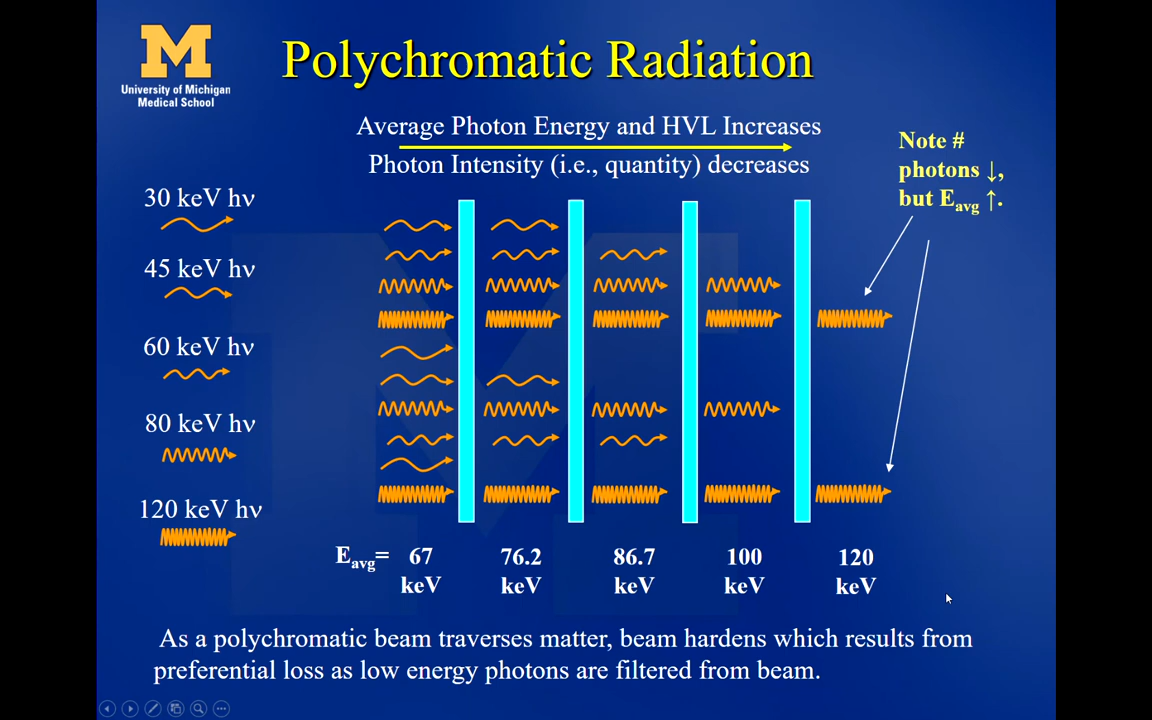 M
University of Michigan
Medical School
Polychromatic Radiation
Average Photon Energy and HVL Increases
Photon Intensity (i.e., quantity) decreases
Note #
photons ↓,
but Eavg ↑.
30 keV hν
45 keV hν
60 keV hν
80 keV hν
120 keV hν
Eavg= 67 76.2 86.7 100 120
keV keV keV keV keV
As a polychromatic beam traverses matter, beam hardens which results from
preferential loss as low energy photons are filtered from beam.